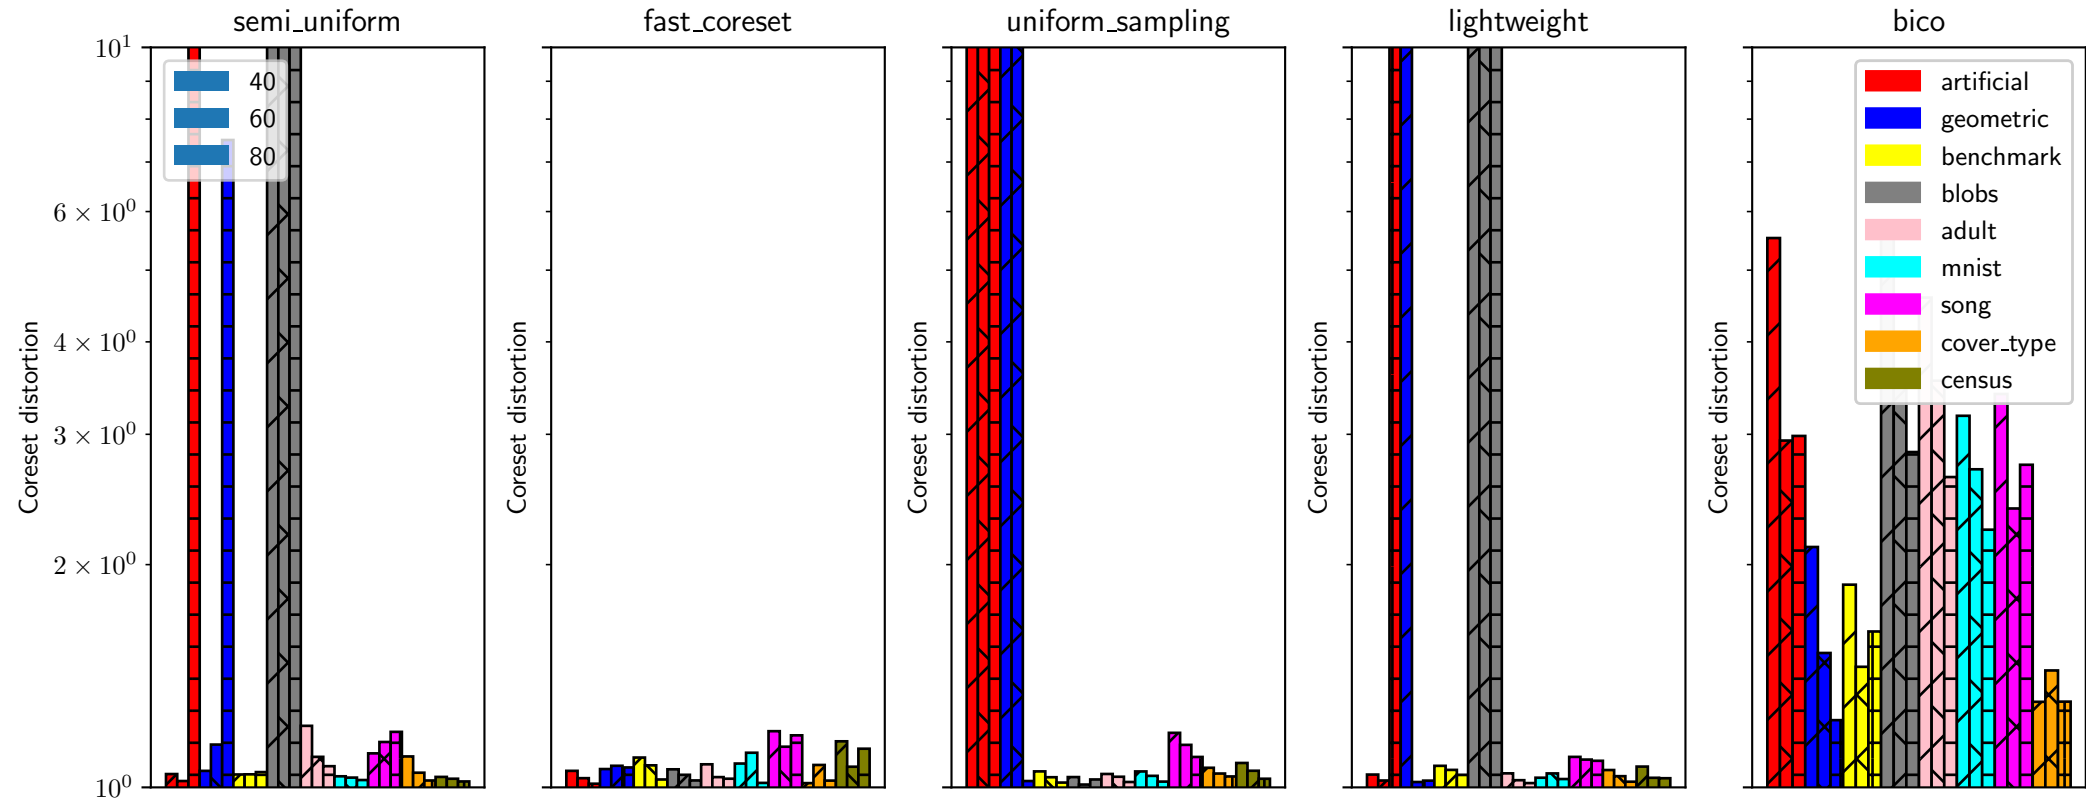 semi_uniform
fast_coreset
uniform_sampling
lightweight
bico
10¹
6 × 10⁰
4 × 10⁰
3 × 10⁰
2 × 10⁰
10⁰
Coreset distortion
40
60
80
Coreset distortion
Coreset distortion
Coreset distortion
Coreset distortion
artificial
geometric
benchmark
blobs
adult
mnist
song
cover_type
census